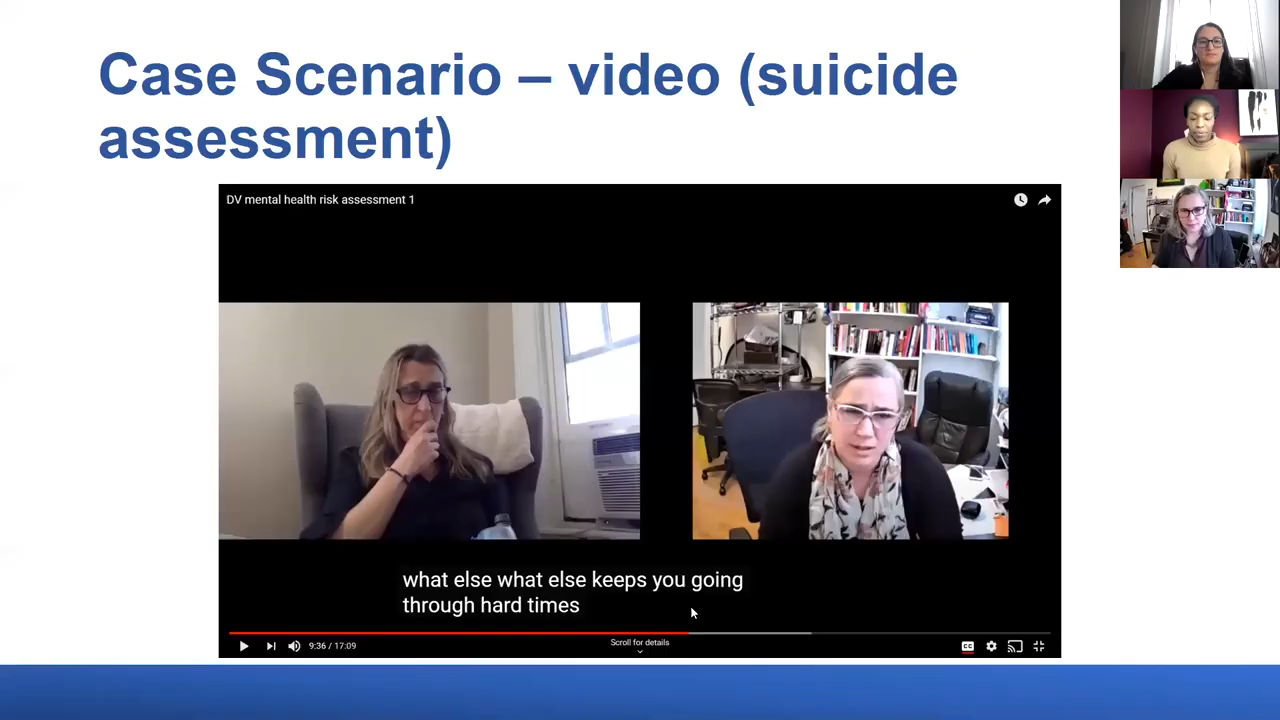 Case Scenario – video (suicide
assessment)
DV mental health risk assessment 1
what else what else keeps you going
through hard times
9:36 / 17:09
Scroll for details
CC